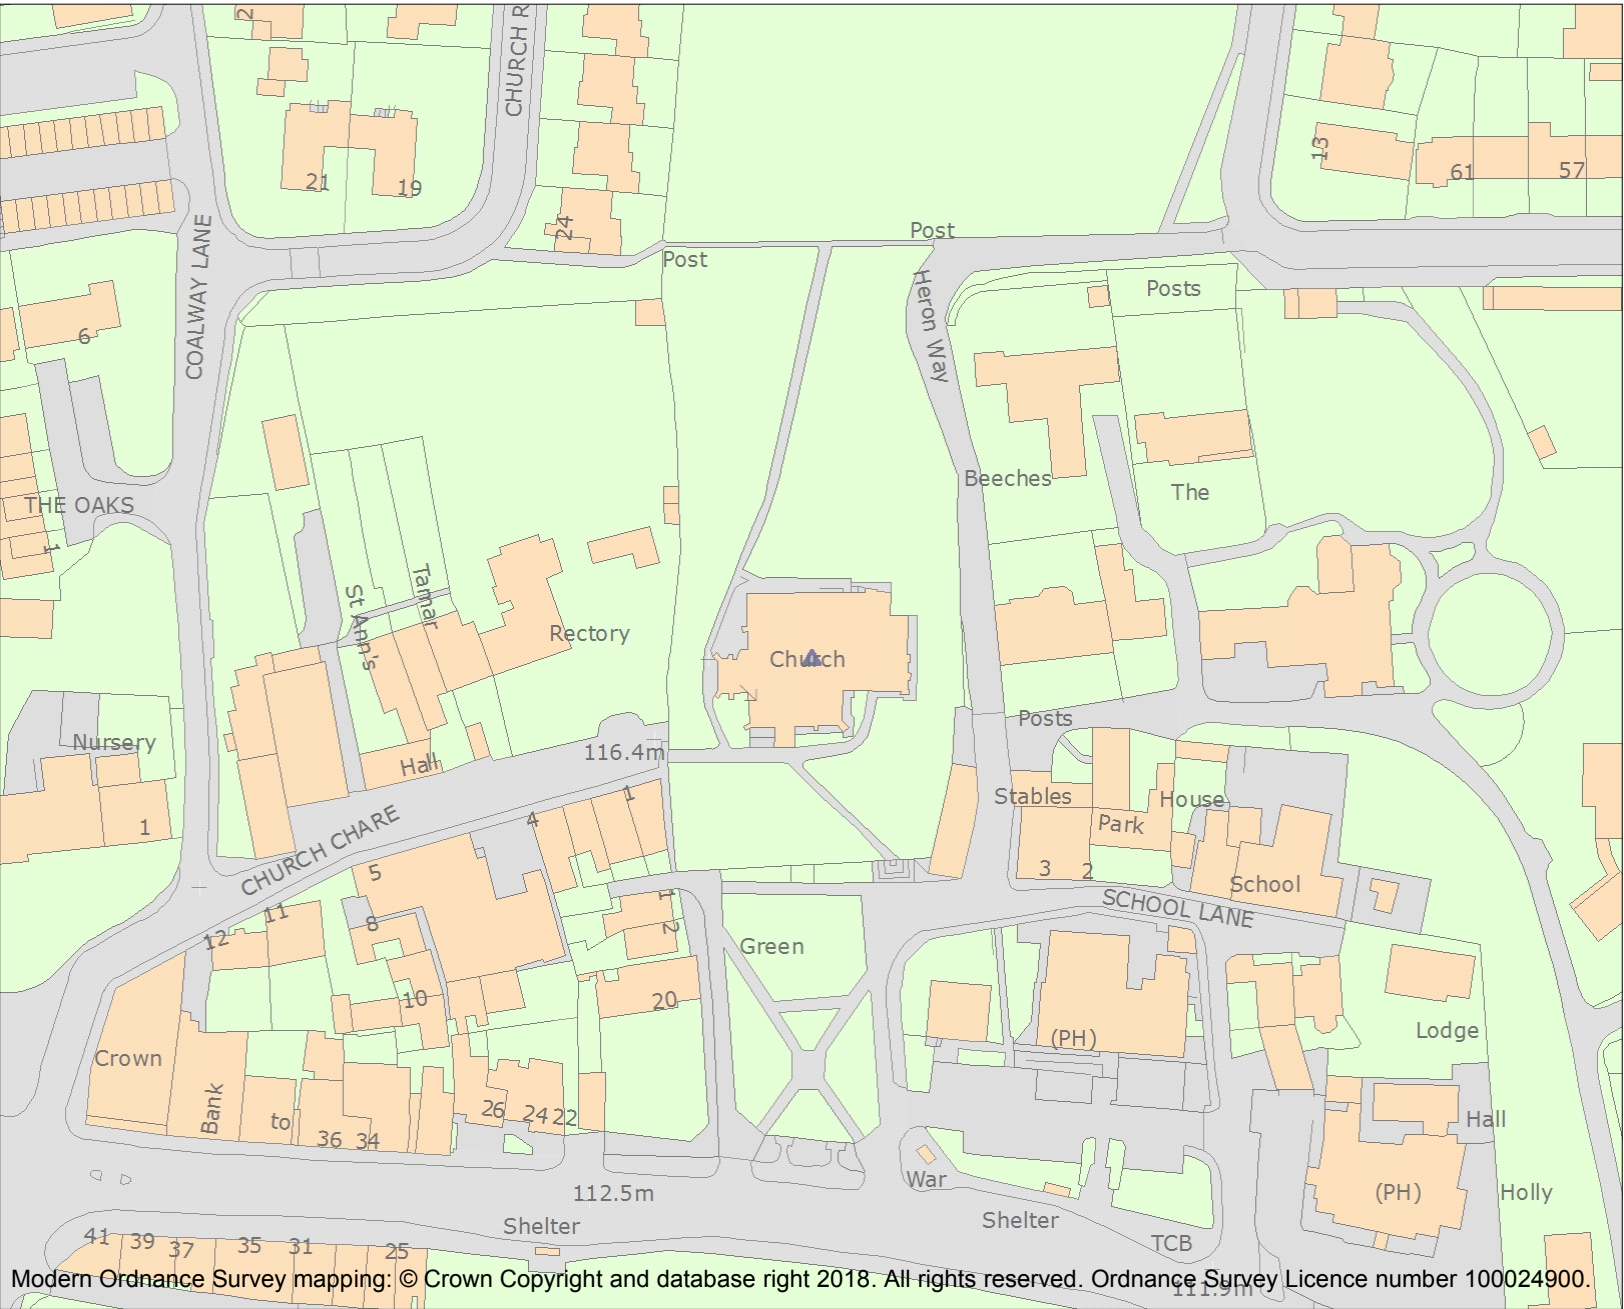 2
CHURCH R
21
19
24
13
61
57
Post
Post
COALWAY LANE
Heron Way
Posts
6
Beeches
The
THE OAKS
1
Tamar
St Ann's
Rectory
Church
Posts
Nursery
116.4m
Hall
1
1
4
Stables
House
Park
CHURCH CHARE
5
3
2
School
SCHOOL LANE
11
12
8
1
2
Green
10
20
(PH)
Lodge
Crown
Bank
to
36
34
26
24
22
Hall
War
112.5m
(PH)
Holly
Shelter
Shelter
TCB
41
39
37
35
31
25
Modern Ordnance Survey mapping: © Crown Copyright and database right 2018. All rights reserved. Ordnance Survey Licence number 100024900.
111.9m